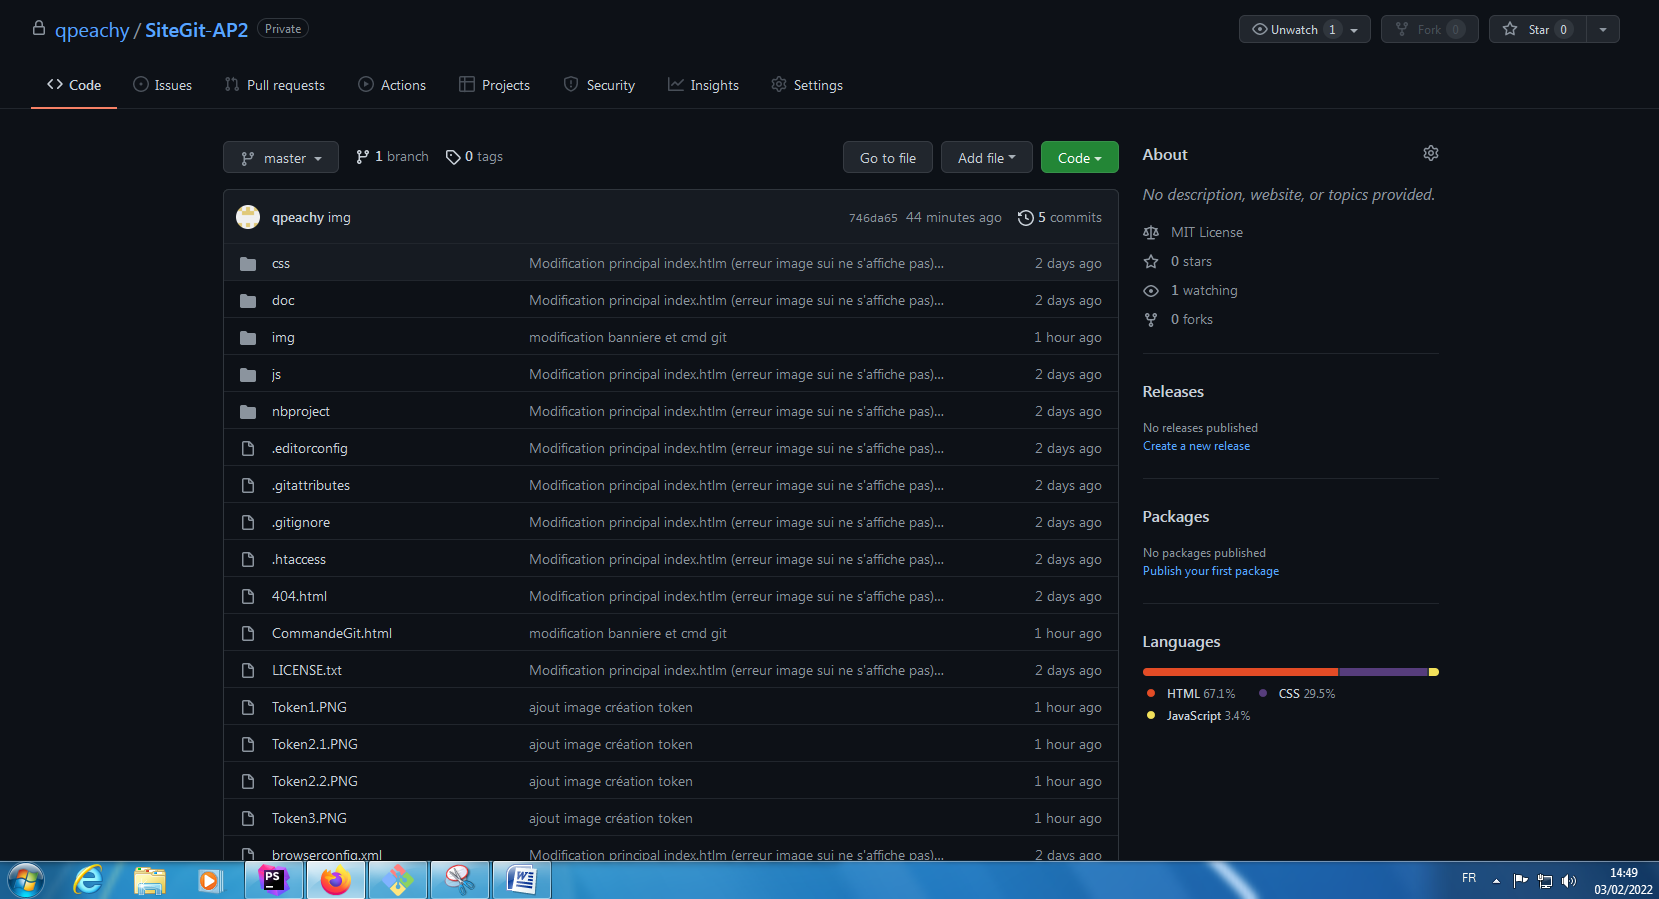 qpeachy / SiteGit-AP2 Private
Unwatch 1 Fork 0 Star 0
Code Issues Pull requests Actions Projects Security Insights Settings
master 1 branch 0 tags Go to file Add file Code
qpeachy img 746da65 44 minutes ago 5 commits
css Modification principal index.htlm (erreur image sui ne s'affiche pas)... 2 days ago
doc Modification principal index.htlm (erreur image sui ne s'affiche pas)... 2 days ago
img modification banniere et cmd git 1 hour ago
js Modification principal index.htlm (erreur image sui ne s'affiche pas)... 2 days ago
nbproject Modification principal index.htlm (erreur image sui ne s'affiche pas)... 2 days ago
.editorconfig Modification principal index.htlm (erreur image sui ne s'affiche pas)... 2 days ago
.gitattributes Modification principal index.htlm (erreur image sui ne s'affiche pas)... 2 days ago
.gitignore Modification principal index.htlm (erreur image sui ne s'affiche pas)... 2 days ago
.htaccess Modification principal index.htlm (erreur image sui ne s'affiche pas)... 2 days ago
404.html Modification principal index.htlm (erreur image sui ne s'affiche pas)... 2 days ago
CommandeGit.html modification banniere et cmd git 1 hour ago
LICENSE.txt Modification principal index.htlm (erreur image sui ne s'affiche pas)... 2 days ago
Token1.PNG ajout image création token 1 hour ago
Token2.1.PNG ajout image création token 1 hour ago
Token2.2.PNG ajout image création token 1 hour ago
Token3.PNG ajout image création token 1 hour ago
browserconfig.xml Modification principal index.htlm (erreur image sui ne s'affiche pas)... 2 days ago
About
No description, website, or topics provided.
MIT License
0 stars
1 watching
0 forks
Releases
No releases published
Create a new release
Packages
No packages published
Publish your first package
Languages
HTML 67.1% CSS 29.5%
JavaScript 3.4%
PS
W
FR
14:49
03/02/2022